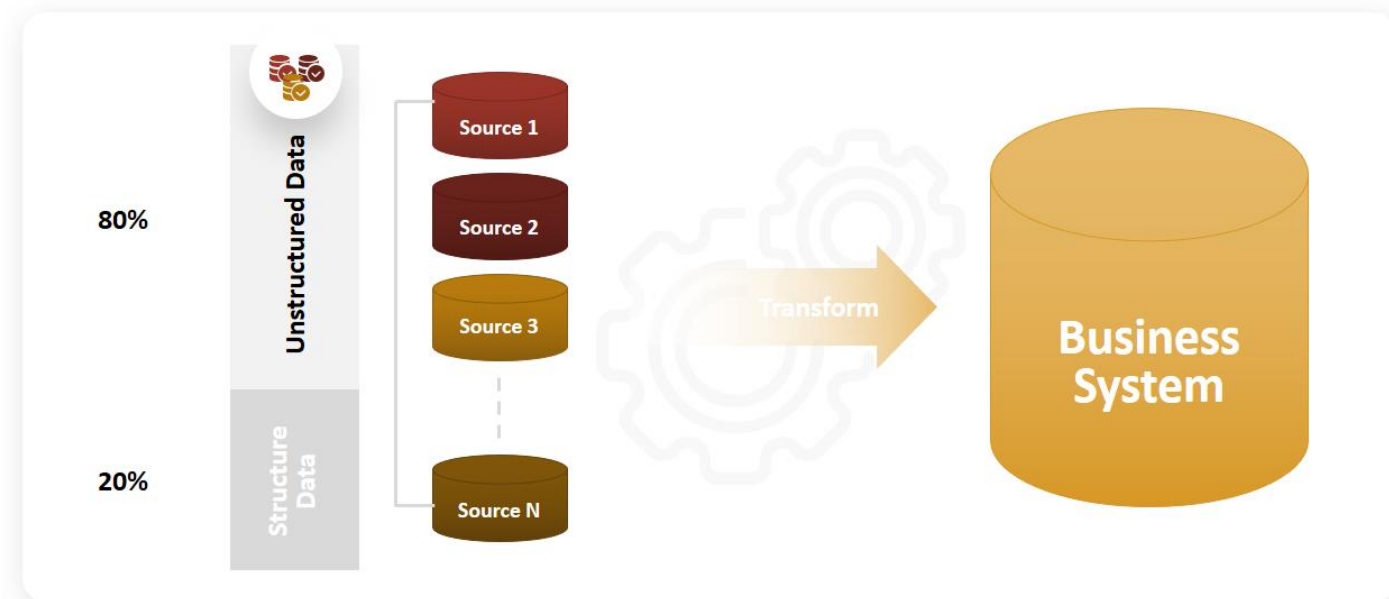 80%
Unstructured Data
20%
Structure
Data
Source 1
Source 2
Source 3
Source N
Transform
Business
System